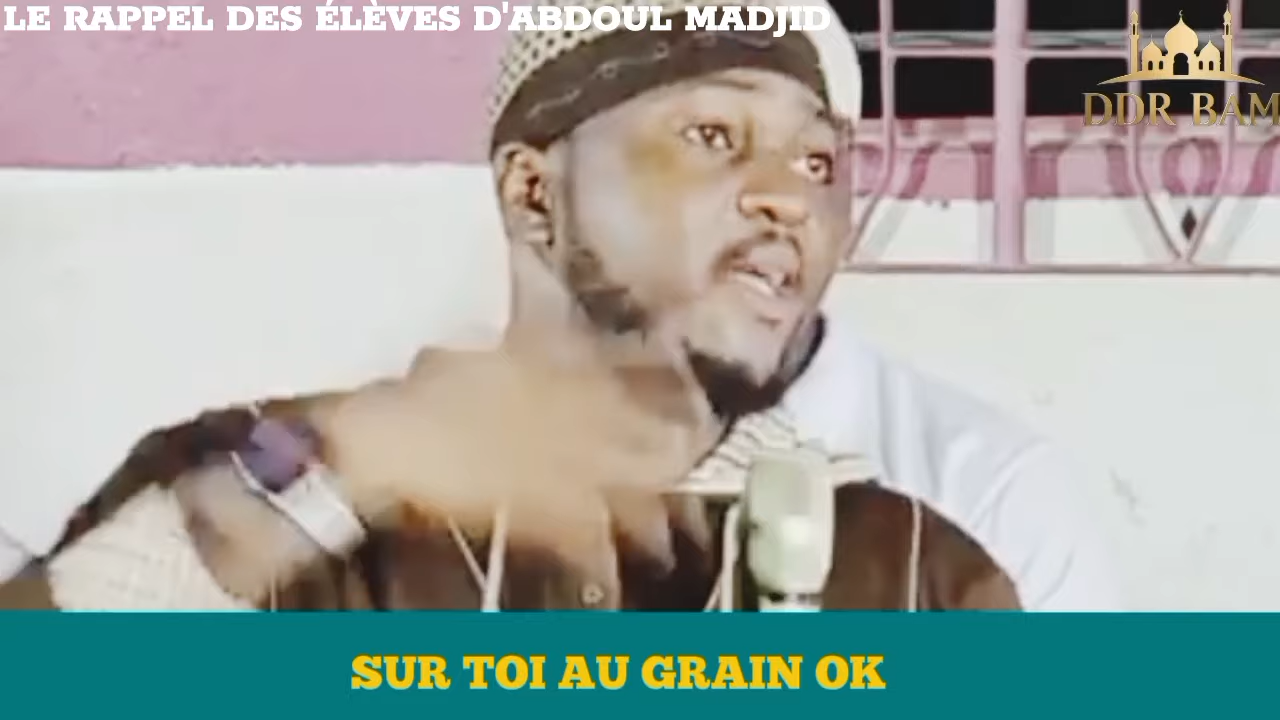 LE RAPPEL DES ÉLÈVES D'ABDOUL MADJID
DDR BAM
SUR TOI AU GRAIN OK